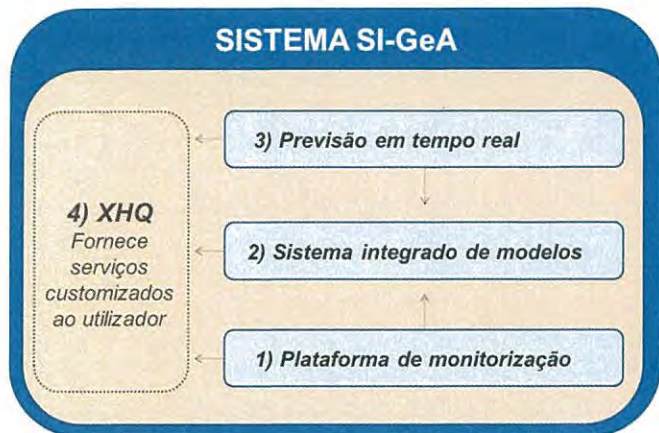 SISTEMA SI-GeA
3) Previsão em tempo real
4) XHQ
Fornece
serviços
customizados
ao utilizador
2) Sistema integrado de modelos
1) Plataforma de monitorização